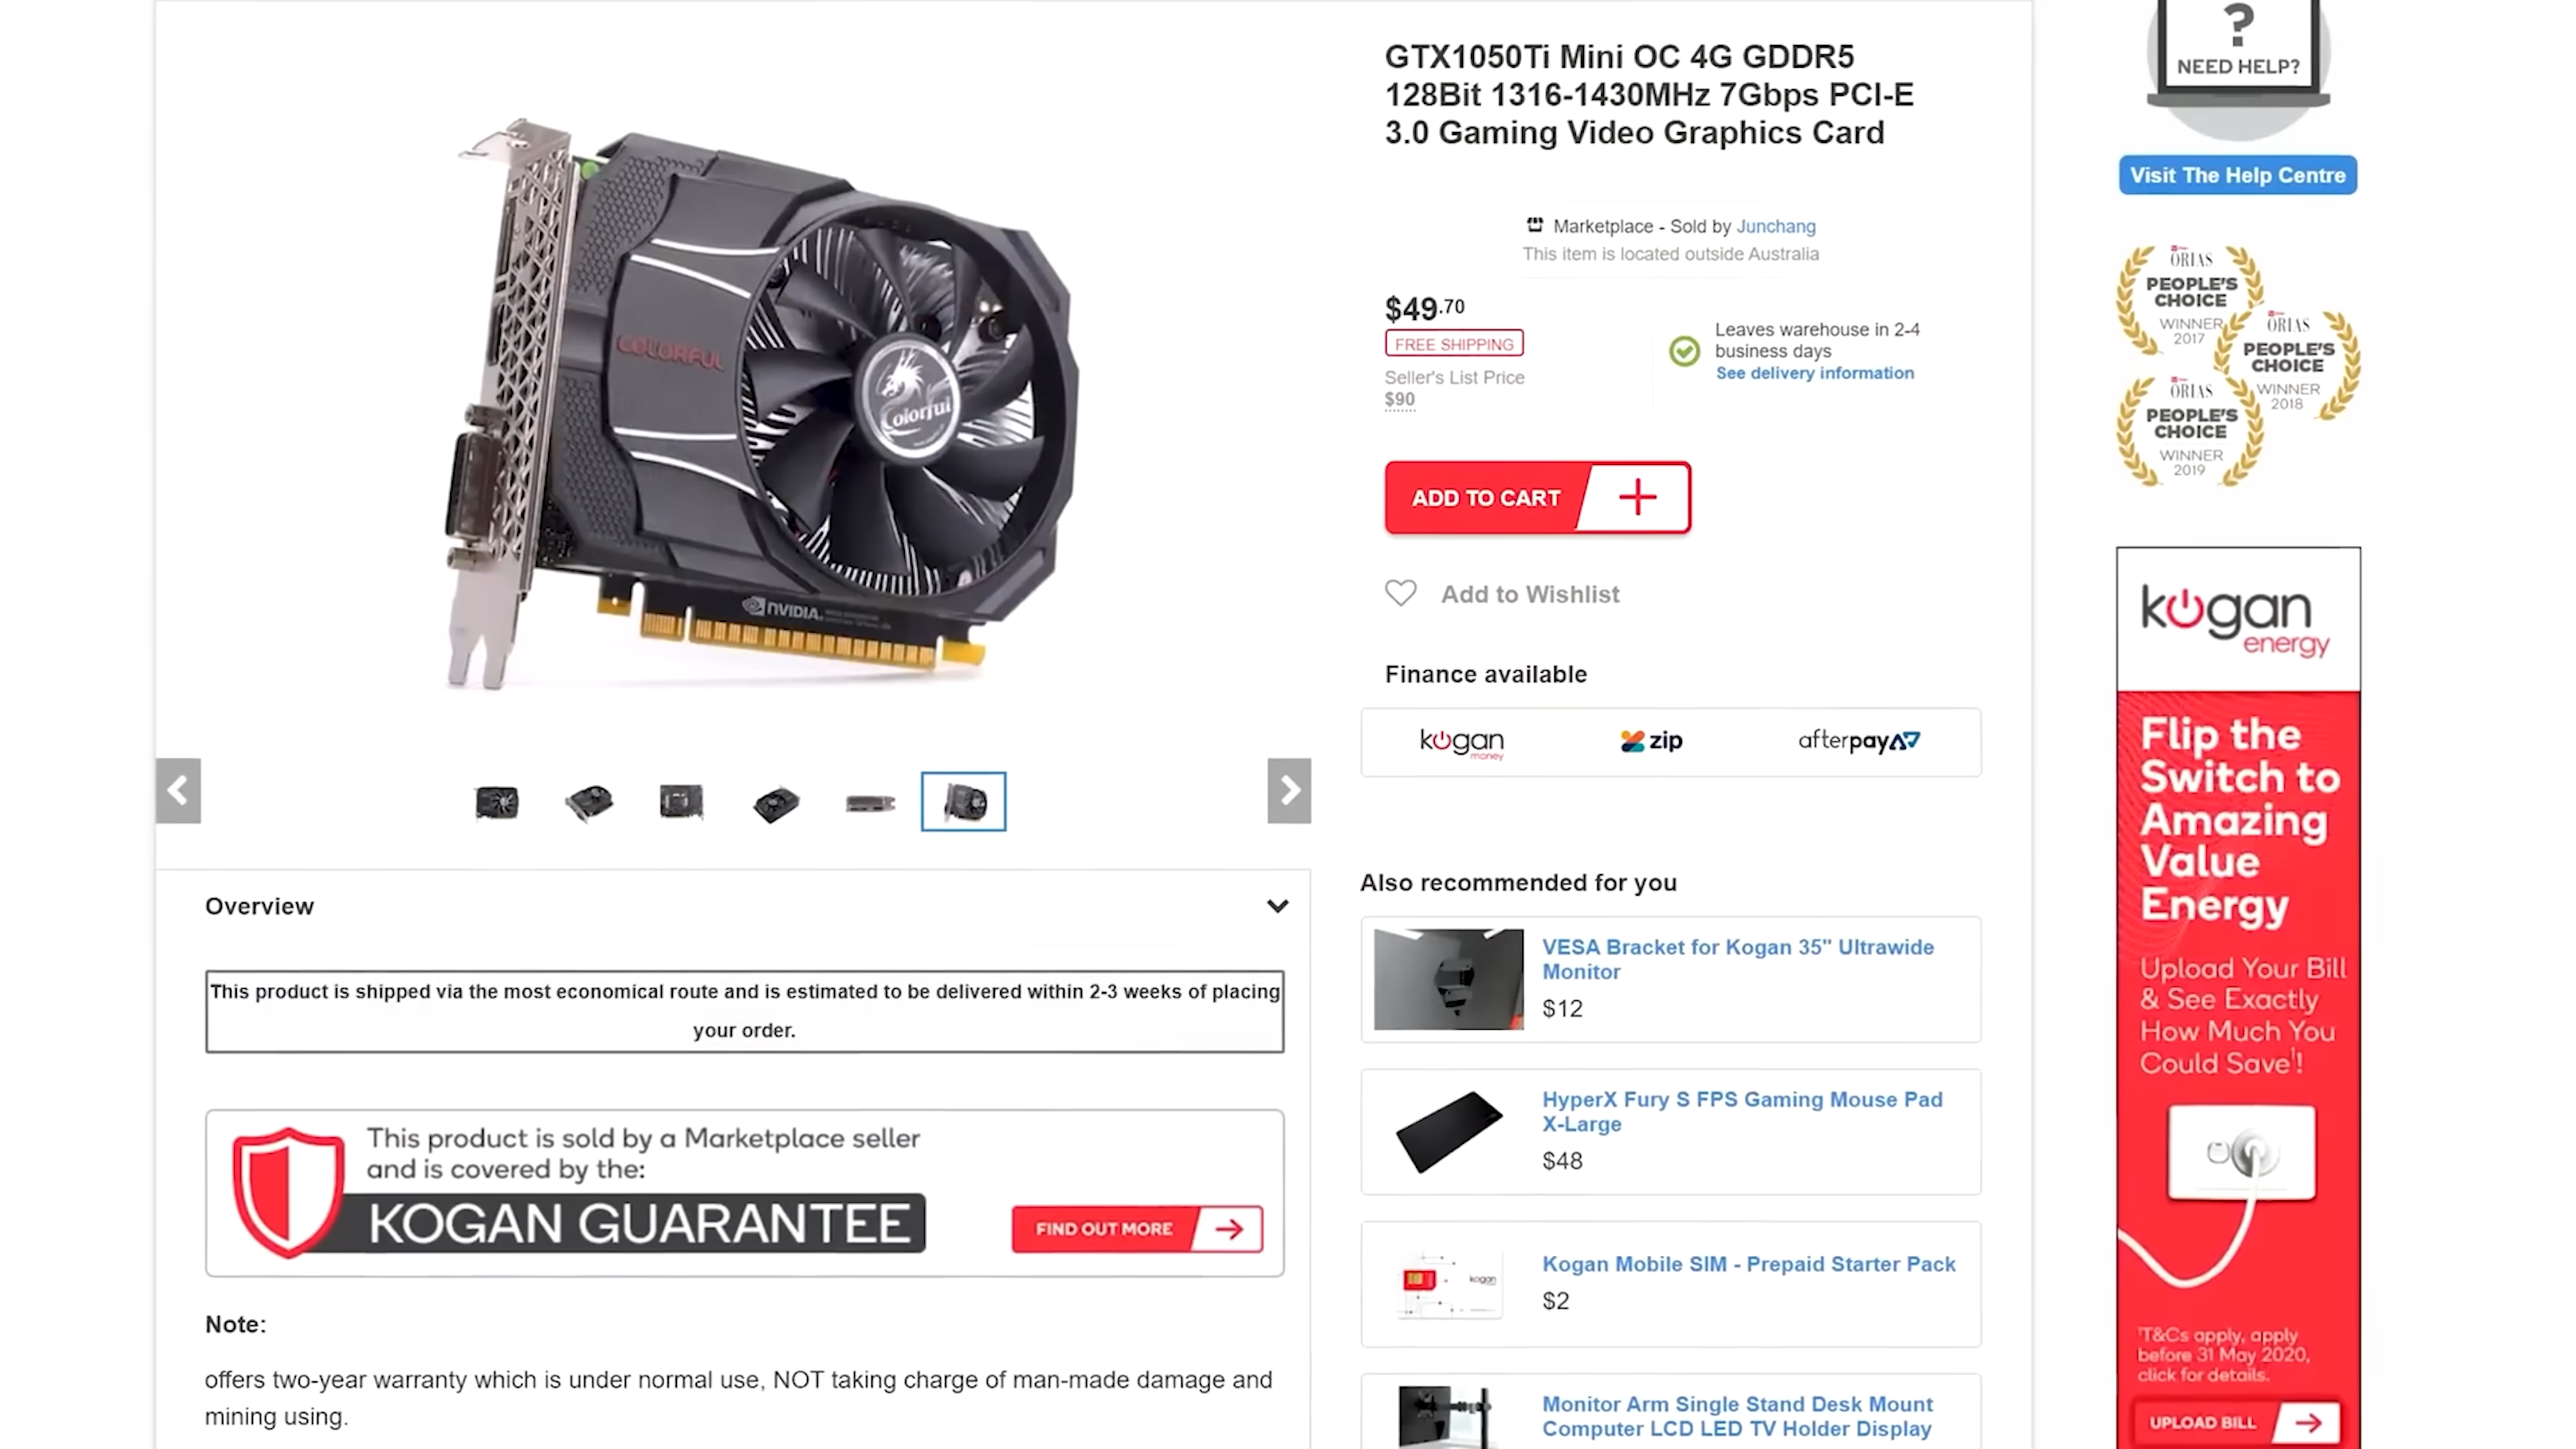 GTX1050Ti Mini OC 4G GDDR5
128Bit 1316-1430MHz 7Gbps PCI-E
3.0 Gaming Video Graphics Card
Marketplace - Sold by Junchang
This item is located outside Australia
$49.70
FREE SHIPPING
Seller's List Price
$90
Leaves warehouse in 2-4
business days
See delivery information
ADD TO CART
Add to Wishlist
Finance available
kogan
money
zip
afterpay
COLORFUL
Colorful
NVIDIA
Overview
This product is shipped via the most economical route and is estimated to be delivered within 2-3 weeks of placing
your order.
This product is sold by a Marketplace seller
and is covered by the:
KOGAN GUARANTEE
FIND OUT MORE
Note:
offers two-year warranty which is under normal use, NOT taking charge of man-made damage and
mining using.
Also recommended for you
VESA Bracket for Kogan 35" Ultrawide
Monitor
$12
HyperX Fury S FPS Gaming Mouse Pad
X-Large
$48
kogan
Kogan Mobile SIM - Prepaid Starter Pack
$2
Monitor Arm Single Stand Desk Mount
Computer LCD LED TV Holder Display
?
NEED HELP?
Visit The Help Centre
ORIAS
PEOPLE'S
CHOICE
WINNER
2017
ORIAS
PEOPLE'S
CHOICE
WINNER
2018
ORIAS
PEOPLE'S
CHOICE
WINNER
2019
kogan
energy
Flip the
Switch to
Amazing
Value
Energy
Upload Your Bill
& See Exactly
How Much You
Could Save¹!
¹T&Cs apply, apply
before 31 May 2020,
click for details.
UPLOAD BILL